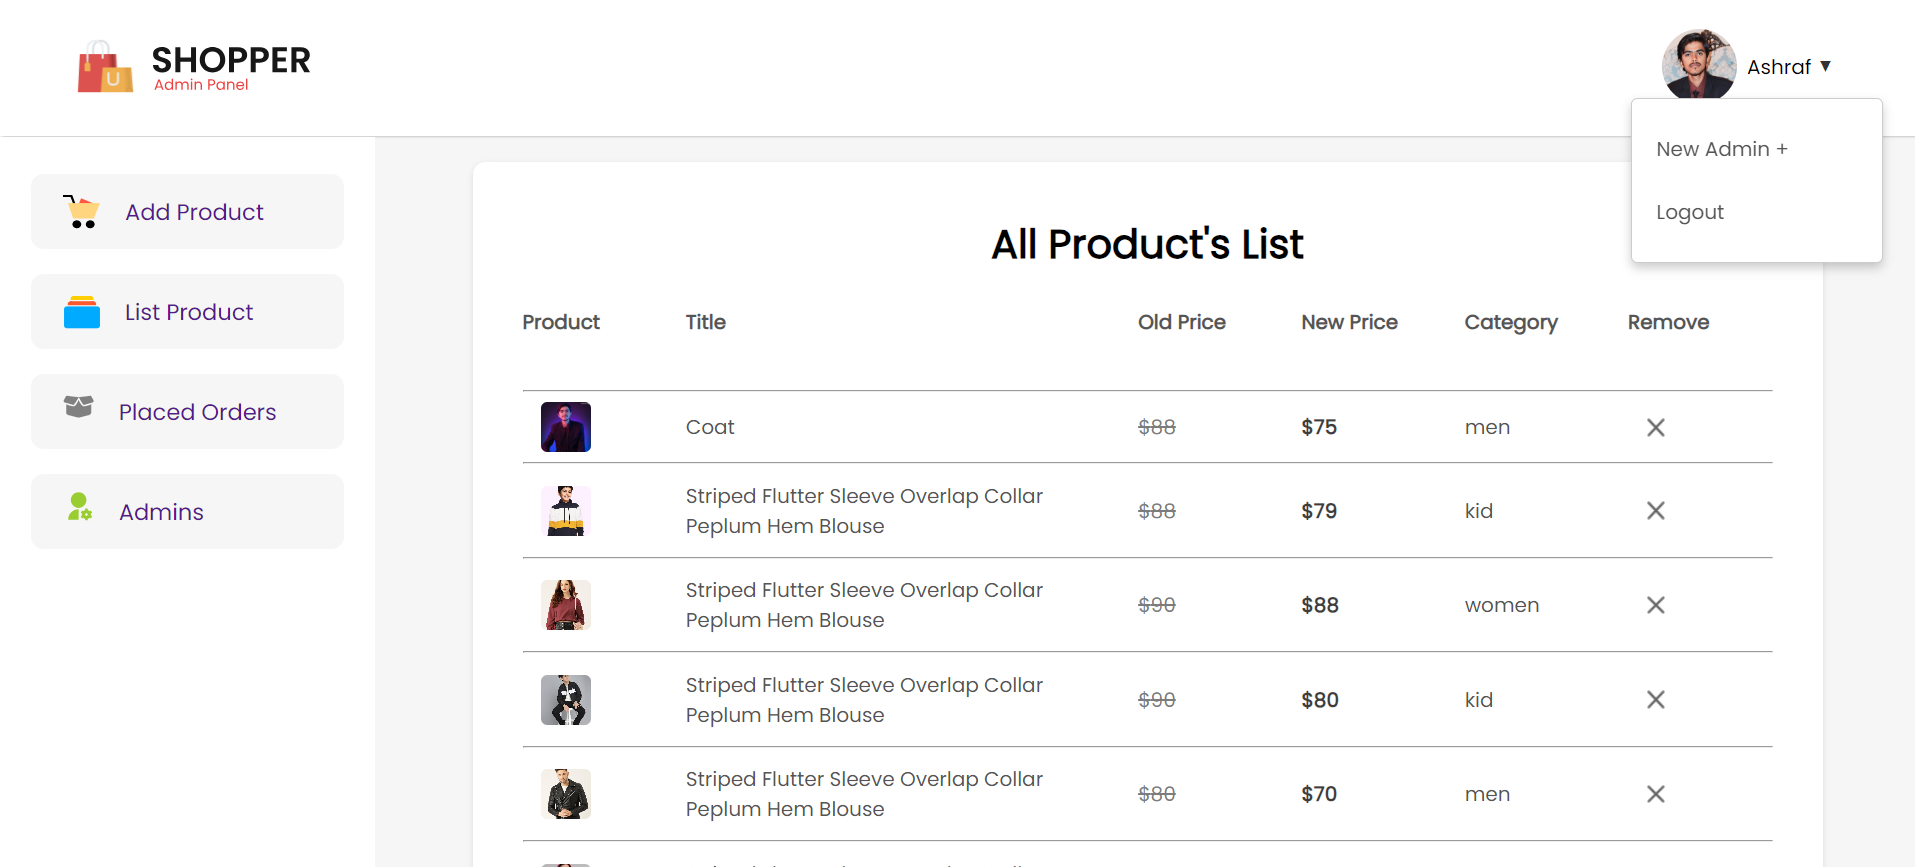 SHOPPER
Admin Panel
Ashraf ▼
New Admin +
Logout
Add Product
List Product
Placed Orders
Admins
All Product's List
Product Title Old Price New Price Category Remove
Coat $88 $75 men
Striped Flutter Sleeve Overlap Collar
Peplum Hem Blouse $88 $79 kid
Striped Flutter Sleeve Overlap Collar
Peplum Hem Blouse $90 $88 women
Striped Flutter Sleeve Overlap Collar
Peplum Hem Blouse $90 $80 kid
Striped Flutter Sleeve Overlap Collar
Peplum Hem Blouse $80 $70 men